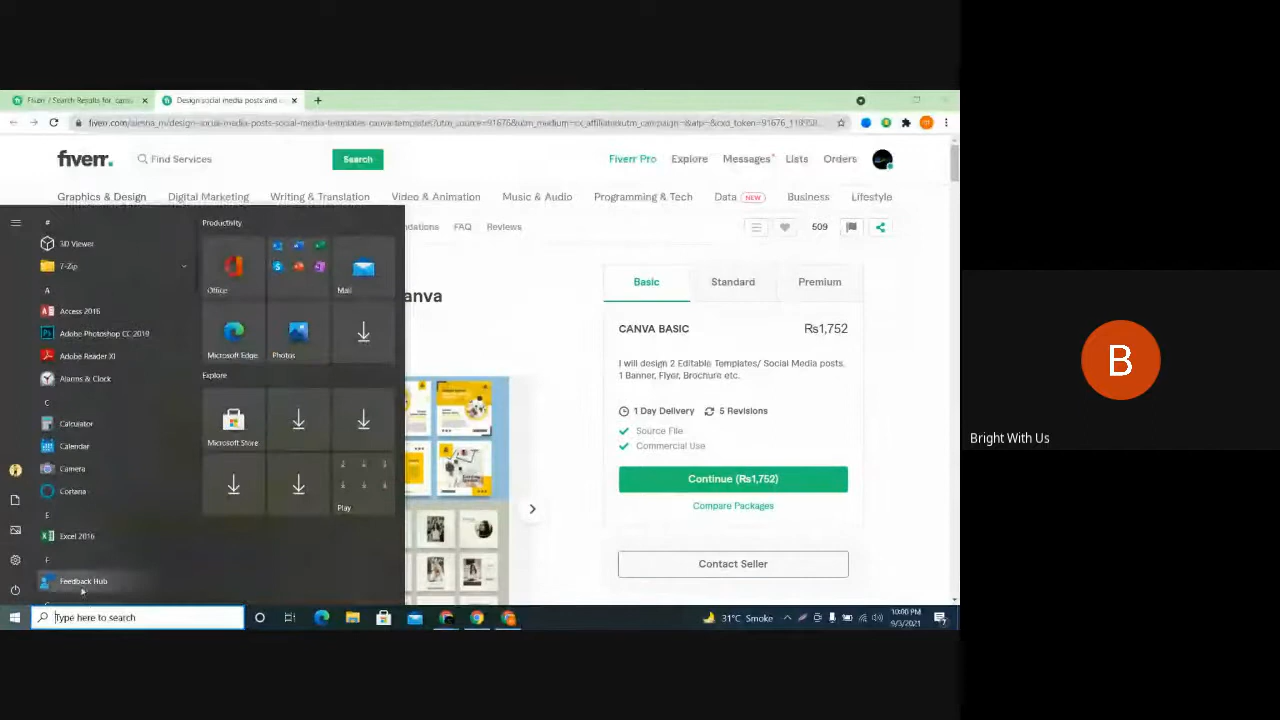 Fiverr / Search Results for 'canva
Design social media posts and
fiverr.
Find Services
Search
Fiverr Pro
Explore
Messages
Lists
Orders
Graphics & Design
Digital Marketing
Writing & Translation
Video & Animation
Music & Audio
Programming & Tech
Data NEW
Business
Lifestyle
FAQ
Reviews
509
#
3D Viewer
7-Zip
A
Access 2016
Adobe Photoshop CC 2019
Adobe Reader XI
Alarms & Clock
C
Calculator
Calendar
Camera
Cortana
E
Excel 2016
F
Feedback Hub
Productivity
Office
Mail
Microsoft Edge
Photos
Explore
Microsoft Store
Play
anva
Basic
Standard
Premium
CANVA BASIC
Rs1,752
I will design 2 Editable Templates/ Social Media posts.
1 Banner, Flyer, Brochure etc.
1 Day Delivery
5 Revisions
Source File
Commercial Use
Continue (Rs1,752)
Compare Packages
Contact Seller
Type here to search
31°C Smoke
10:00 PM
9/3/2021
B
Bright With Us